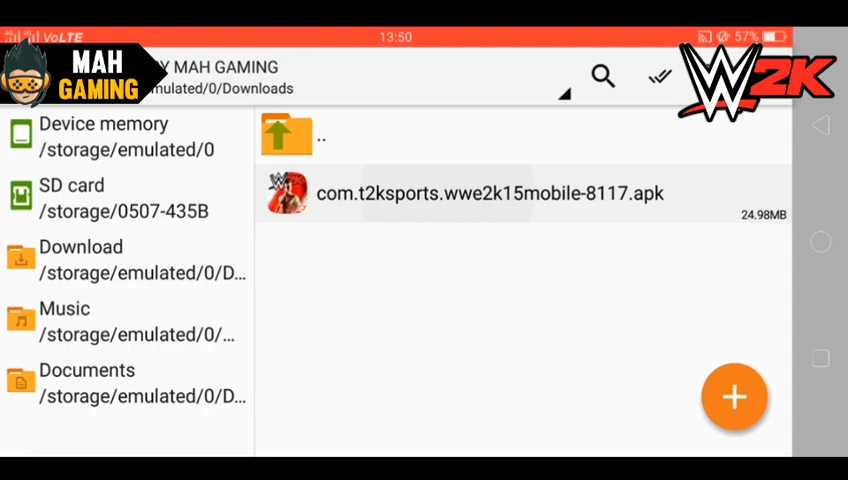 VoLTE 13:50 57%
MAH
GAMING
Y MAH GAMING
mulated/0/Downloads
W 2K
Device memory
/storage/emulated/0
SD card
/storage/0507-435B
Download
/storage/emulated/0/D...
Music
/storage/emulated/0/...
Documents
/storage/emulated/0/D...
..
com.t2ksports.wwe2k15mobile-8117.apk
24.98MB